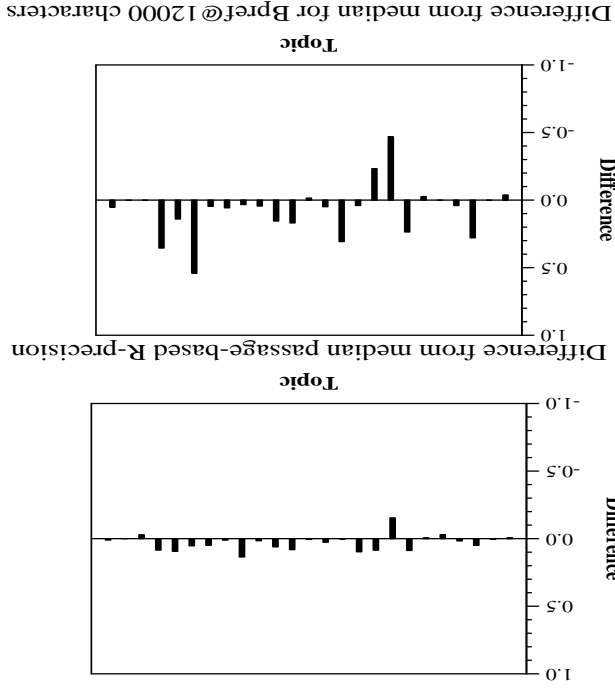 1.0
0.5
0.0
-0.5
-1.0
Difference
Topic
Difference from median passage-based R-precision
1.0
0.5
0.0
-0.5
-1.0
Difference
Topic
Difference from median for Bpref@12000 characters